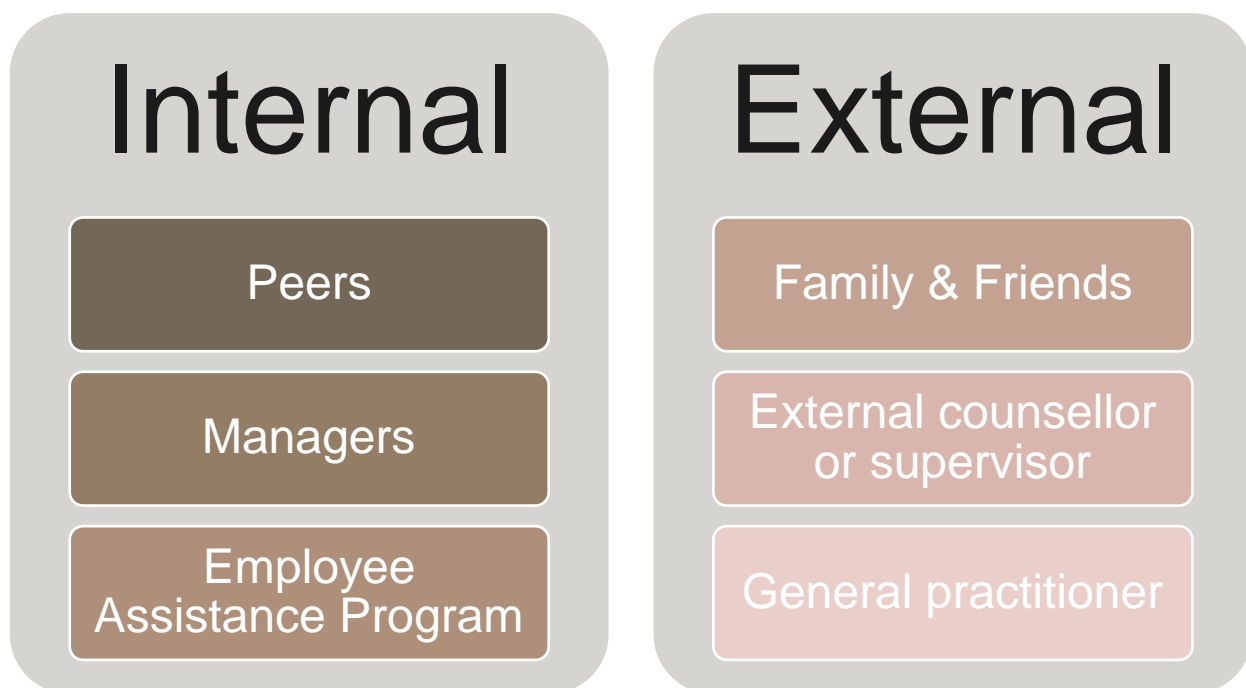 Internal
Peers
Managers
Employee
Assistance Program
External
Family & Friends
External counsellor
or supervisor
General practitioner